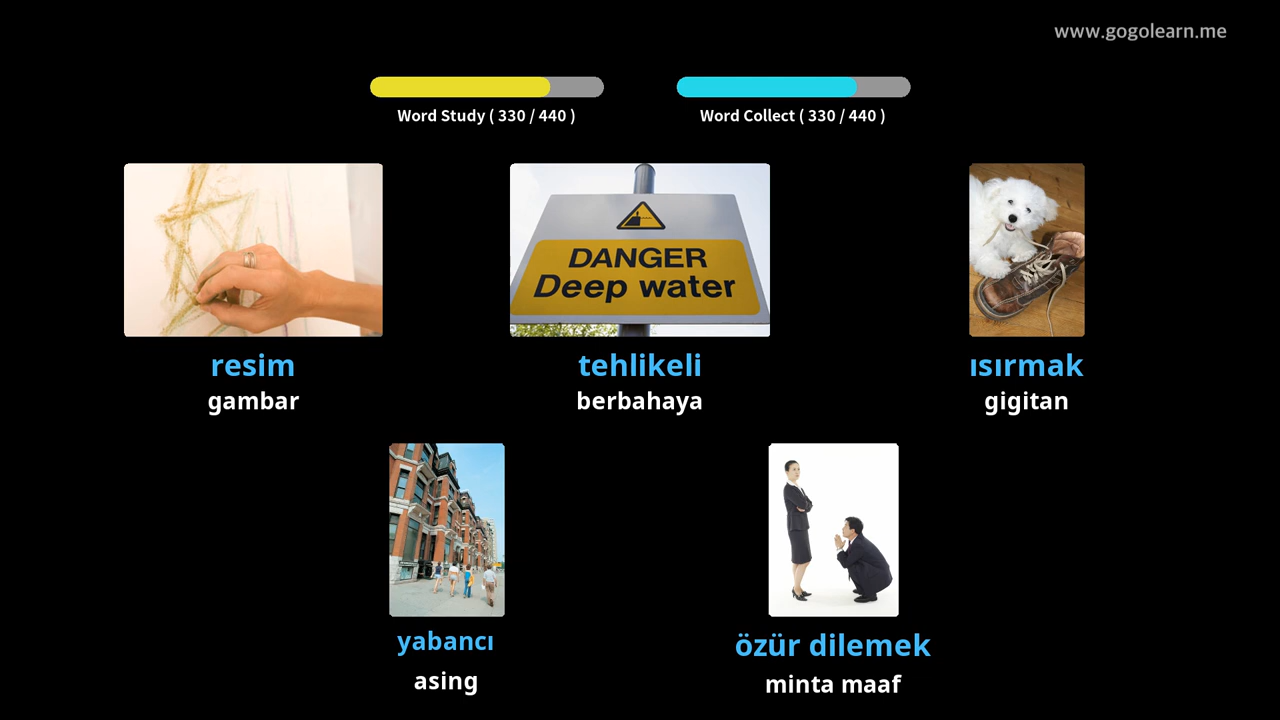 www.gogolearn.me
Word Study ( 330 / 440 )
Word Collect ( 330 / 440 )
DANGER
Deep water
resim
gambar
tehlikeli
berbahaya
ısırmak
gigitan
yabancı
asing
özür dilemek
minta maaf